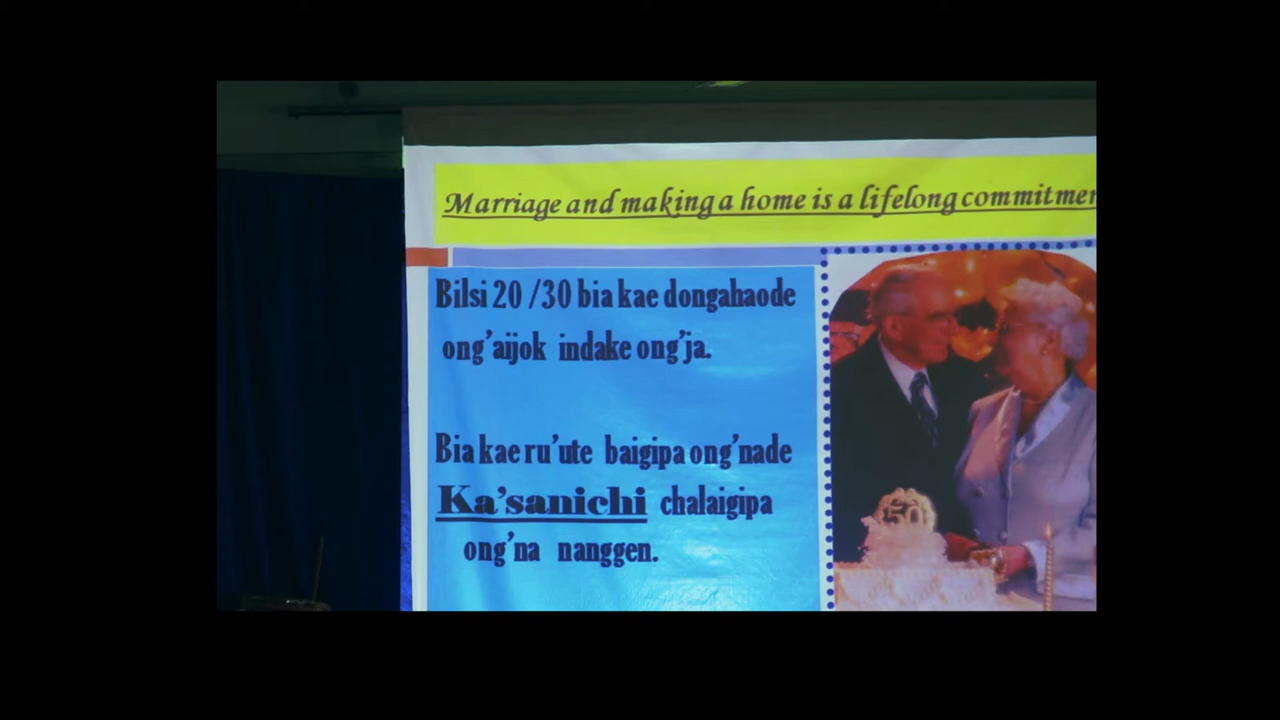 Marriage and making a home is a lifelong commitmen
Bilsi 20 /30 bia kae dongahaode
ong'aijok indake ong'ja.
Bia kae ru'ute baigipa ong'nade
Ka'sanichi chalaigipa
ong'na nanggen.
50